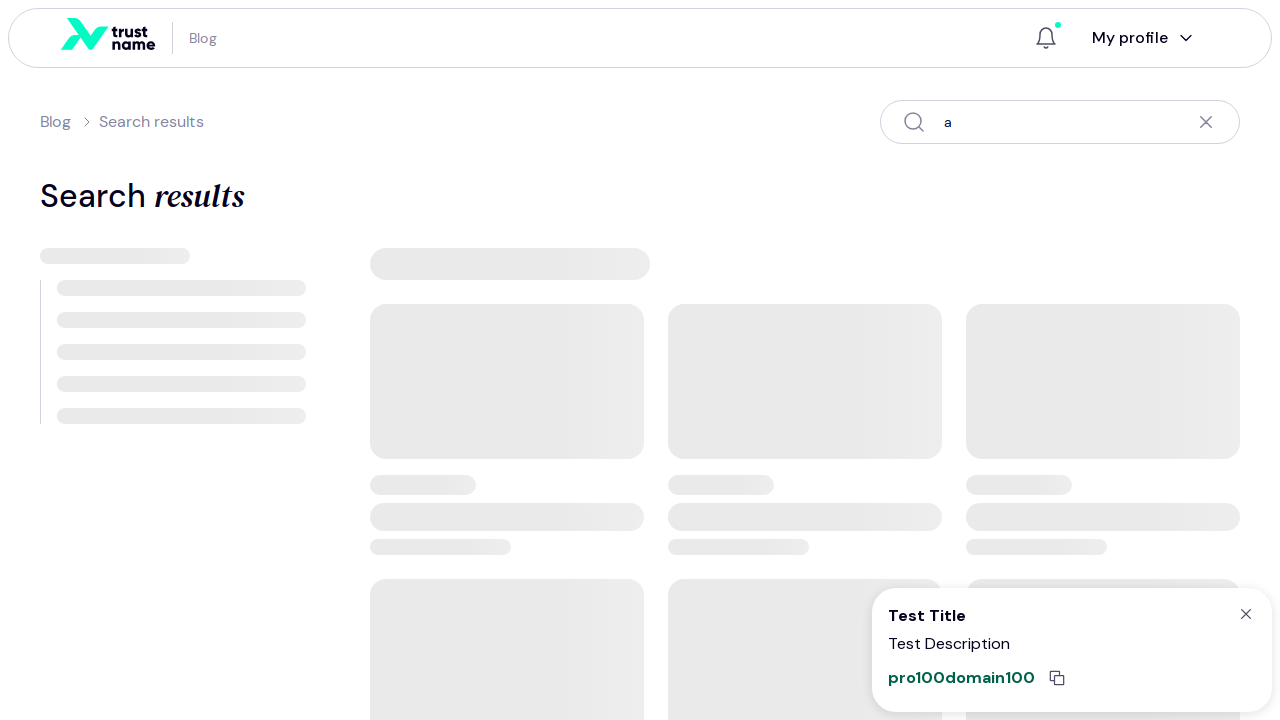 trust
name
Blog
My profile
Blog
Search results
a
Search results
Test Title
Test Description
pro100domain100